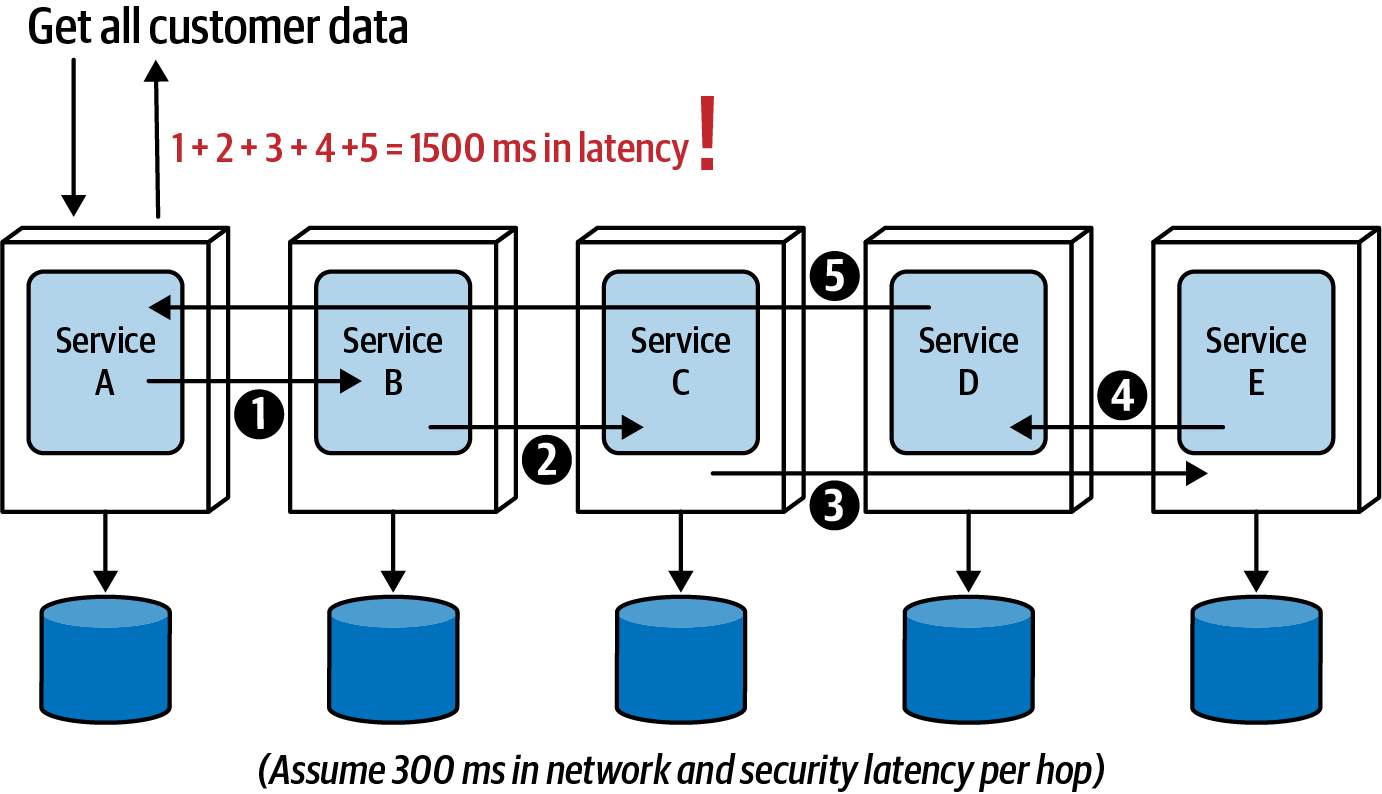 Get all customer data
1 + 2 + 3 + 4 +5 = 1500 ms in latency !
5
Service
A
Service
B
Service
C
Service
D
Service
E
1
2
3
4
(Assume 300 ms in network and security latency per hop)